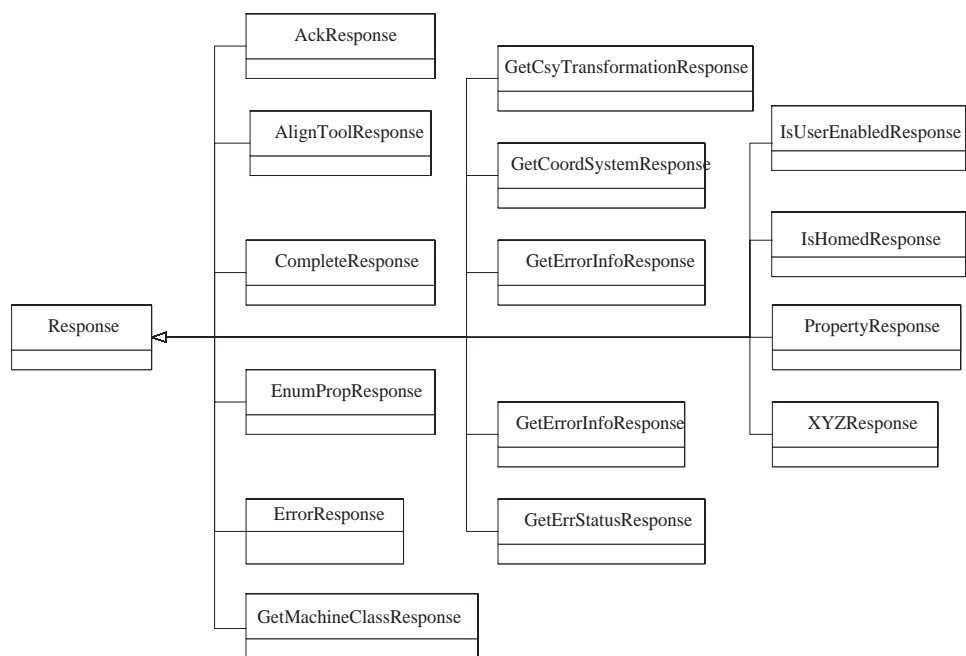 Response
AckResponse
AlignToolResponse
CompleteResponse
EnumPropResponse
ErrorResponse
GetMachineClassResponse
GetCsyTransformationResponse
GetCoordSystemResponse
GetErrorInfoResponse
GetErrorInfoResponse
GetErrStatusResponse
IsUserEnabledResponse
IsHomedResponse
PropertyResponse
XYZResponse